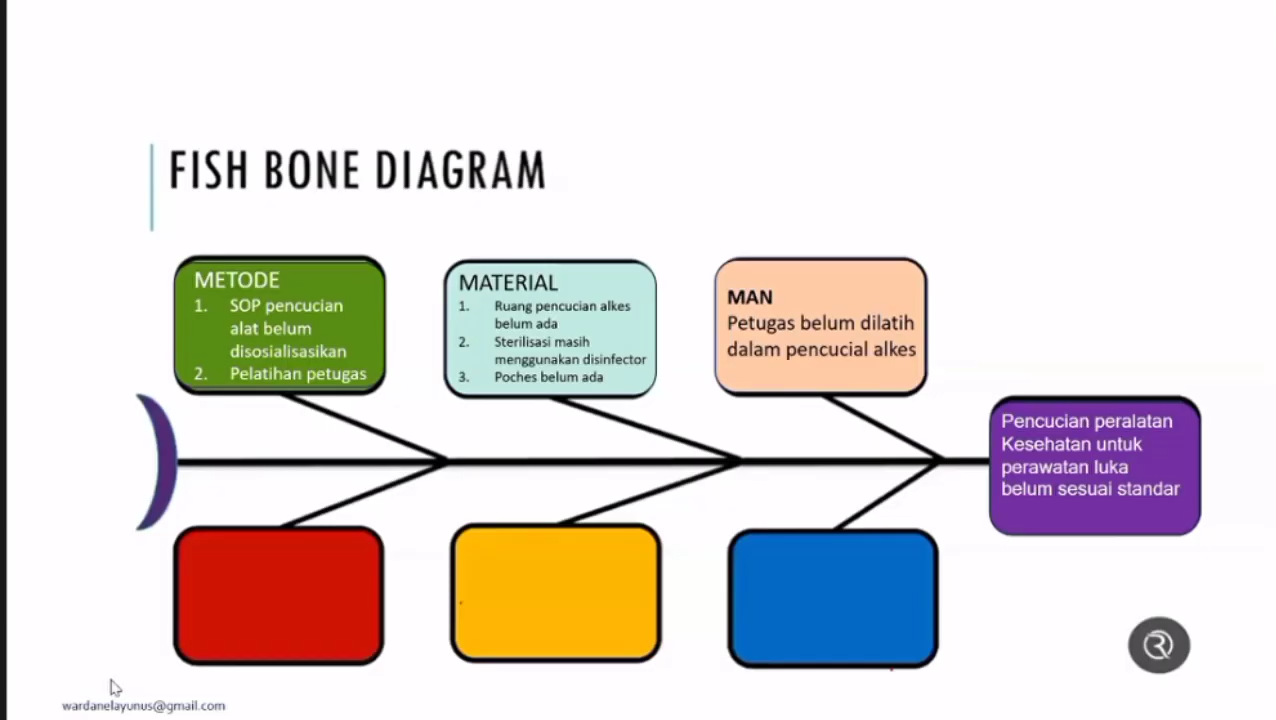 FISH BONE DIAGRAM
METODE
1. SOP pencucian
alat belum
disosialisasikan
2. Pelatihan petugas
MATERIAL
1. Ruang pencucian alkes
belum ada
2. Sterilisasi masih
menggunakan disinfector
3. Poches belum ada
MAN
Petugas belum dilatih
dalam pencucial alkes
Pencucian peralatan
Kesehatan untuk
perawatan luka
belum sesuai standar
wardanelayunus@gmail.com